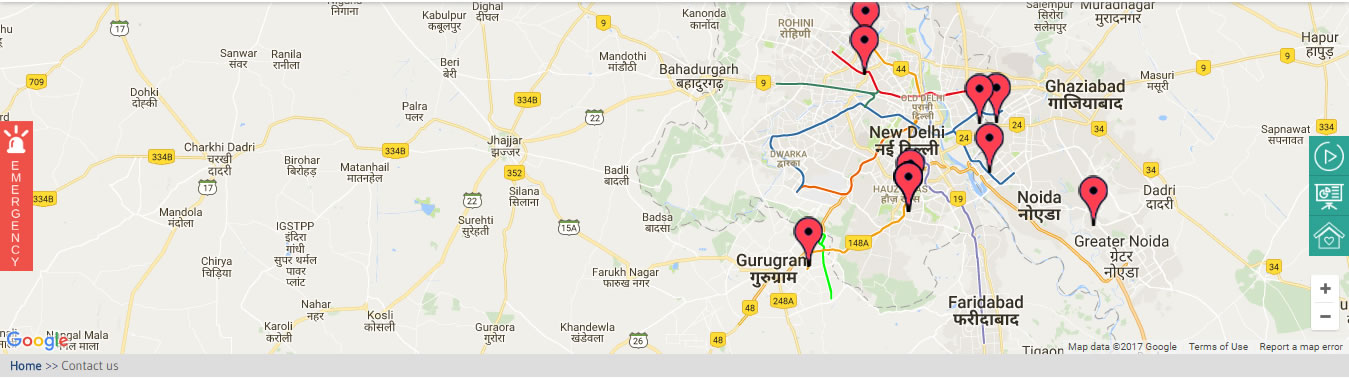 निगाना
17
Kabulpur
कबूलपुर
Dighal
दीघल
9
Kanonda
कानोंदा
ROHINI
रोहिणी
Salempur
सिरोरा
सलेमपुर
Muradnagar
मुरादनगर
Hapur
हापुड़
Sanwar
संवर
Ranila
रानीला
Beri
बेरी
Mandothi
मांडौठी
Bahadurgarh
बहादुरगढ़
9
44
Ghaziabad
गाज़ियाबाद
Masuri
मसूरी
9
9
709
Dohki
दोहकी
Palra
पलर
334B
22
OLD DELHI
पुरानी
दिल्ली
New Delhi
नई दिल्ली
24
24
34
Sapnawat
सपनावत
334
EMERGENCY
334B
Charkhi Dadri
चरखी
दादरी
Birohar
बिरोहड़
Matanhail
मातनहेल
334B
Jhajjar
झज्जर
352
Badli
बादली
DWARKA
द्वारका
34
Dadri
दादरी
17
334B
22
Silana
सिलाना
HAUZ
हौज़
19
Noida
नोएडा
Mandola
मंदोला
IGSTPP
इंदिरा
गांधी
सुपर थर्मल
पावर
प्लांट
Surehti
सुरेहती
15A
Badsa
बादसा
148A
Greater Noida
ग्रेटर
नोएडा
Chirya
चिड़िया
Farukh Nagar
फारुख नगर
Gurugram
गुरुग्राम
34
Nahar
नहर
Kosli
कोसली
48
248A
Faridabad
फरीदाबाद
+
−
Karoli
करोली
Guraora
गुरोरा
Khandewla
खंडेवला
26
48
Nangal Mala
Google
Tigaon
Map data ©2017 Google
Terms of Use
Report a map error
Home >> Contact us